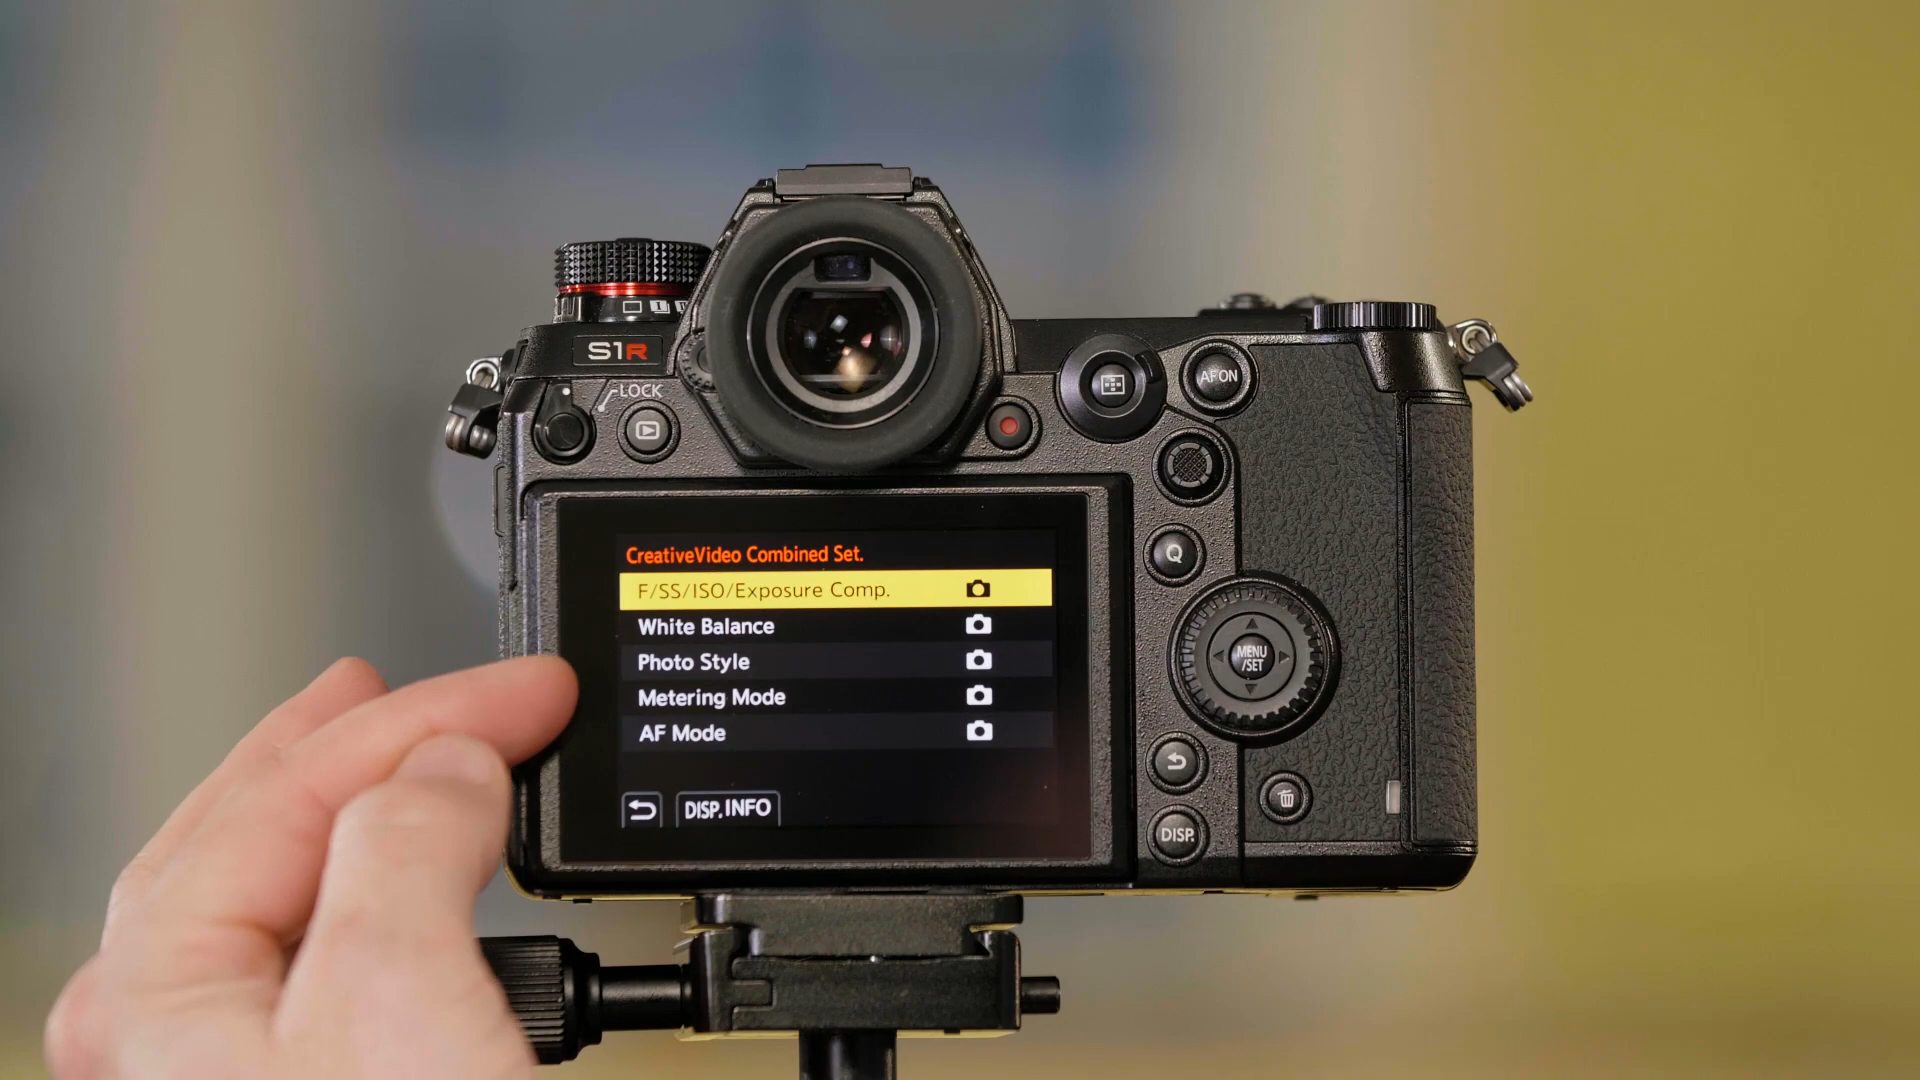 S1R
LOCK
AF ON
CreativeVideo Combined Set.
F/SS/ISO/Exposure Comp.
White Balance
Photo Style
Metering Mode
AF Mode
DISP. INFO
Q
MENU
/SET
DISP.